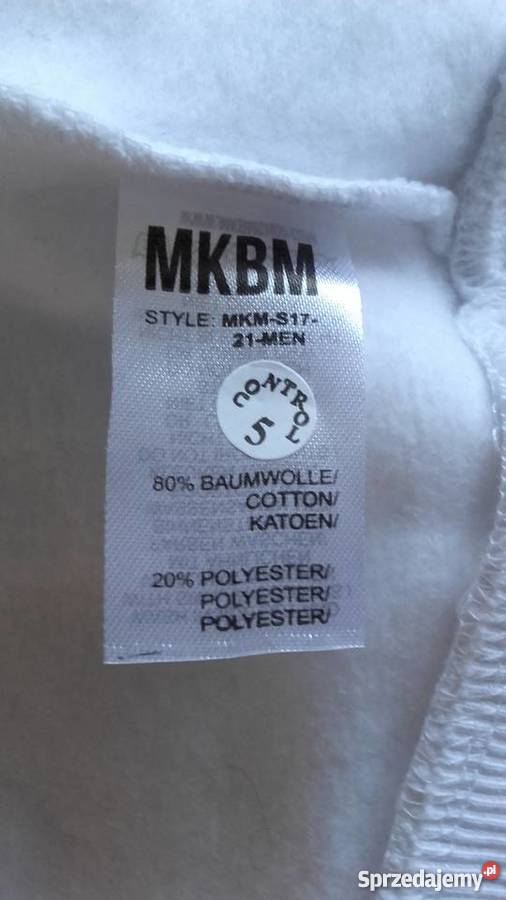 MKBM
STYLE: MKM-S17-
21-MEN
CONTROL
5
80% BAUMWOLLE/
COTTON/
KATOEN/
20% POLYESTER/
POLYESTER/
POLYESTER/
Sprzedajemy.pl